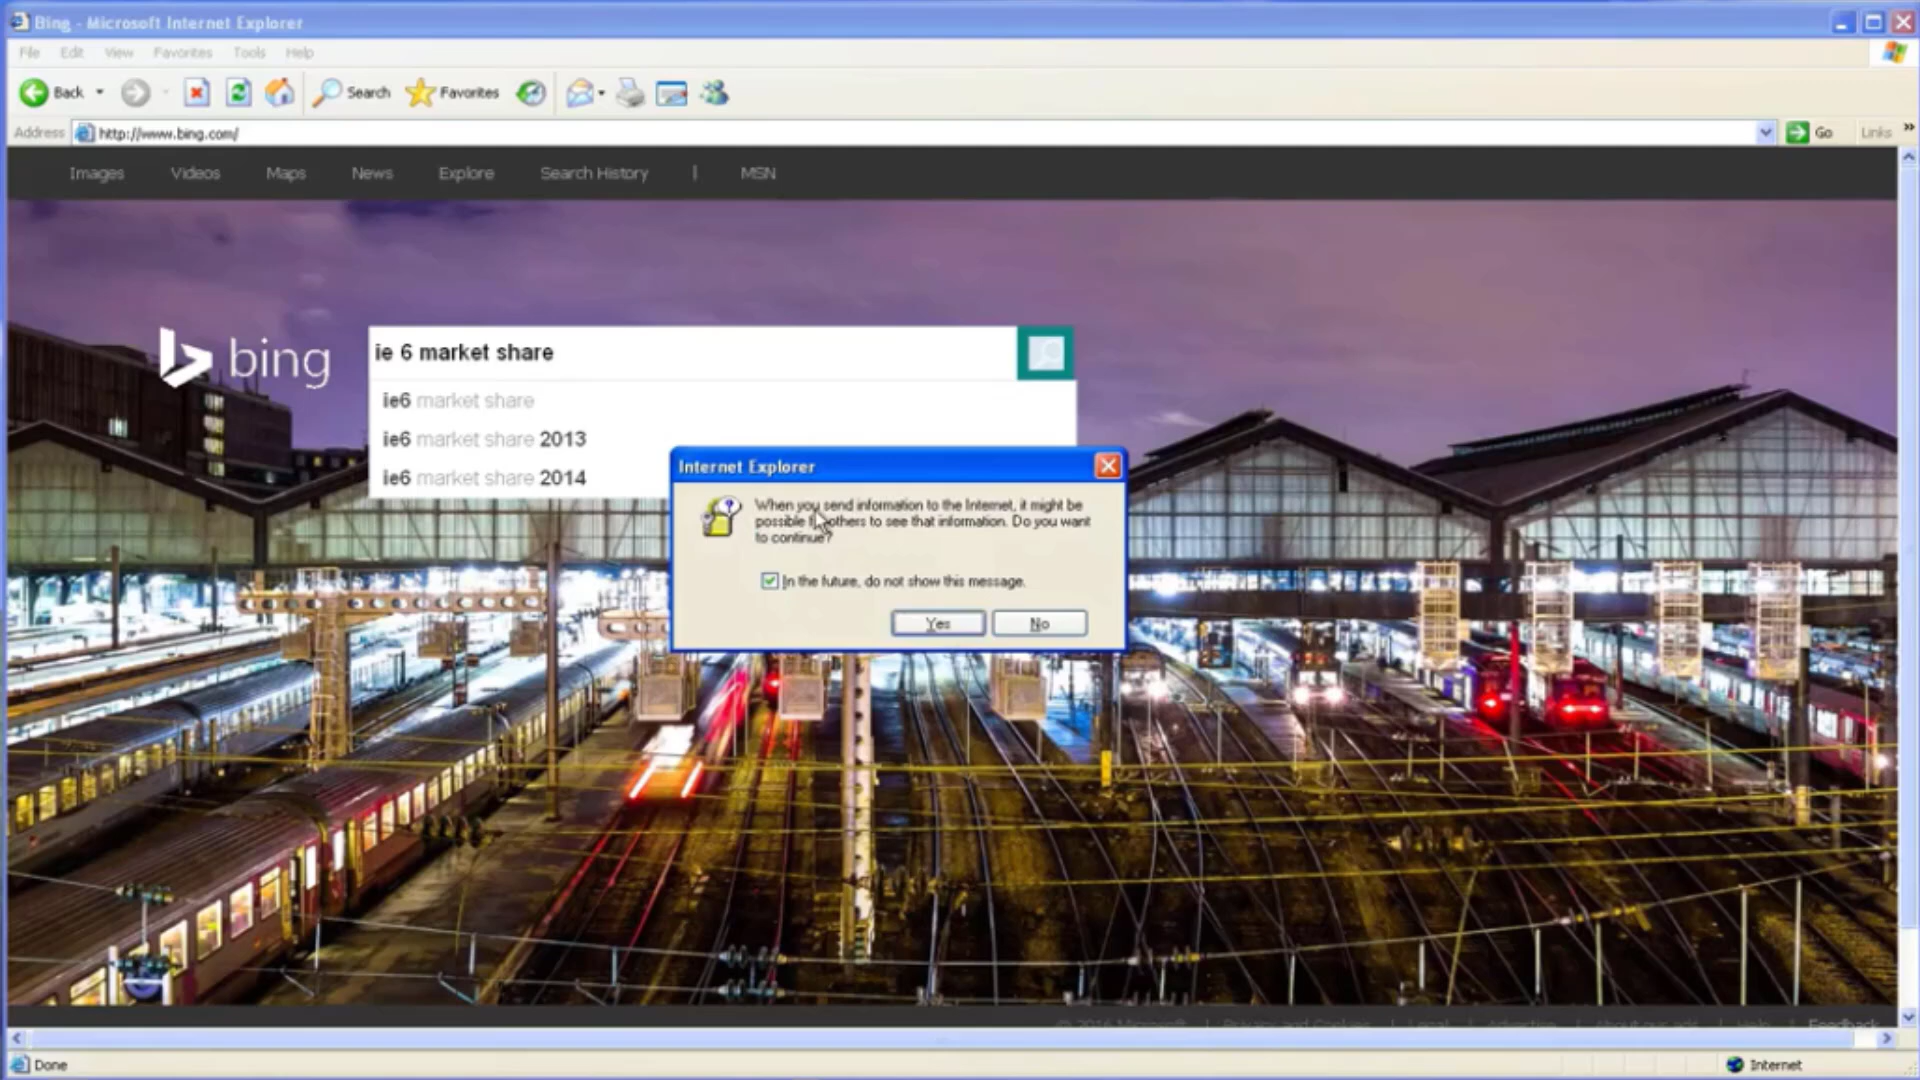 Bing - Microsoft Internet Explorer
File Edit View Favorites Tools Help
Back Search Favorites
Address http://www.bing.com/ Go Links »
Images Videos Maps News Explore Search History | MSN
bing
ie 6 market share
ie6 market share
ie6 market share 2013
ie6 market share 2014
Internet Explorer
When you send information to the Internet, it might be
possible others to see that information. Do you want
to continue?
In the future, do not show this message.
Yes No
Done Internet